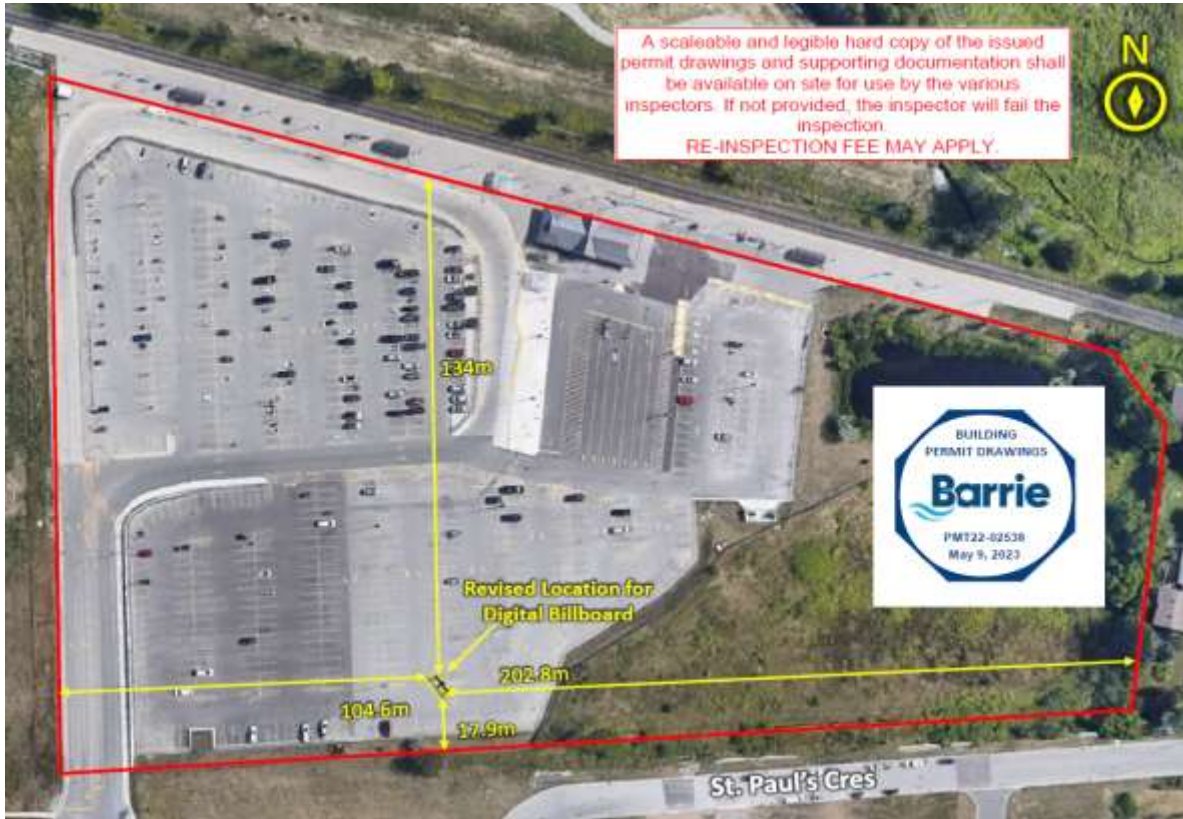 A scaleable and legible hard copy of the issued
permit drawings and supporting documentation shall
be available on site for use by the various
inspectors. If not provided, the inspector will fail the
inspection.
RE-INSPECTION FEE MAY APPLY.
N
134m
BUILDING
PERMIT DRAWINGS
Barrie
PMT22-02538
May 9, 2023
Revised Location for
Digital Billboard
202.8m
104.6m
17.9m
St. Paul's Cres